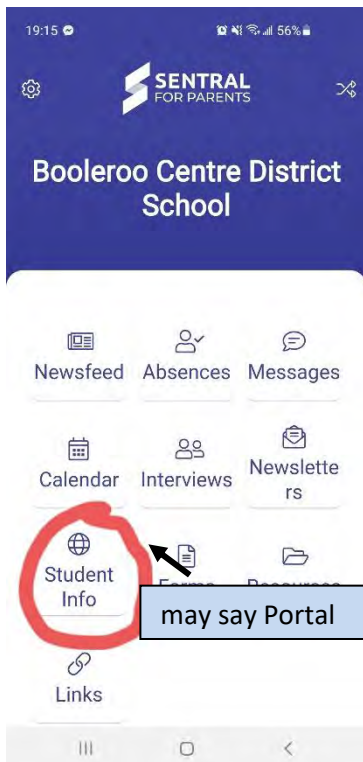 19:15 56%
SENTRAL
FOR PARENTS
Booleroo Centre District
School
Newsfeed Absences Messages
Calendar Interviews Newslette
rs
Student
Info
may say Portal
Links